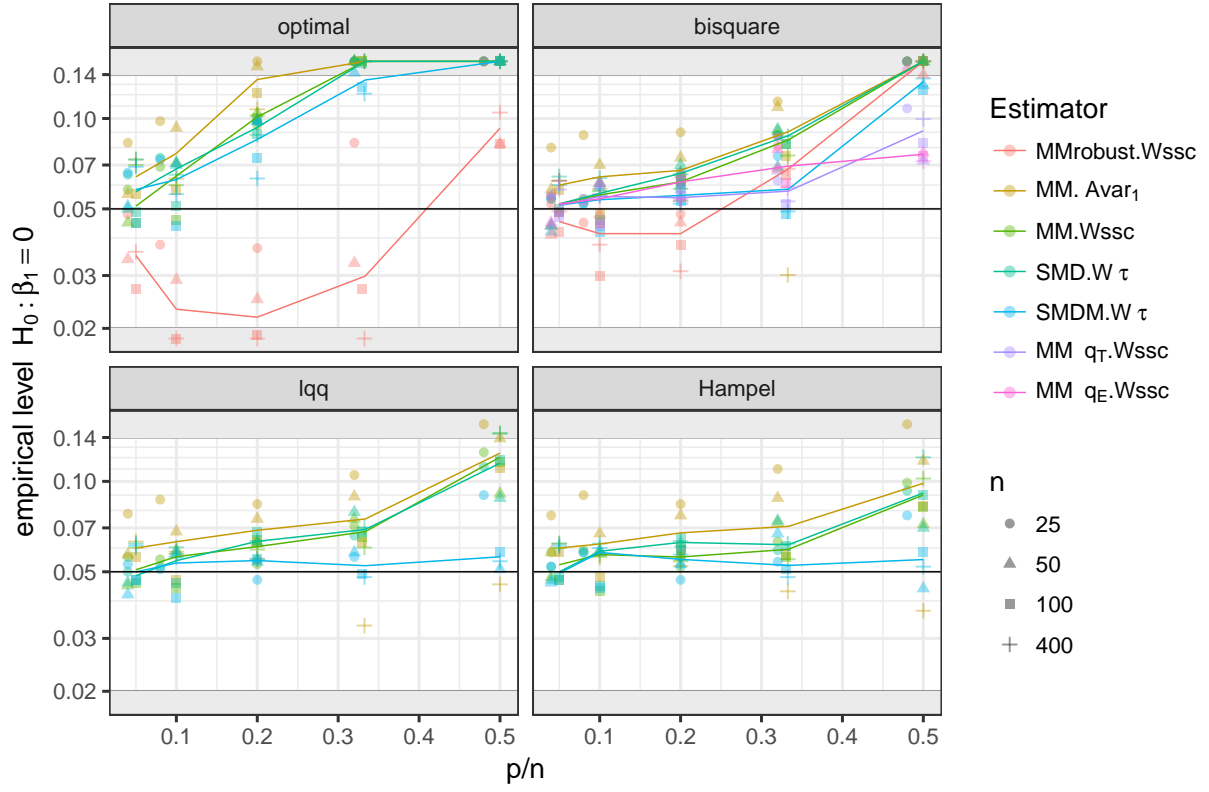 optimal
bisquare
0.14
0.10
0.07
0.05
0.03
0.02
lqq
Hampel
0.14
0.10
0.07
0.05
0.03
0.02
0.1 0.2 0.3 0.4 0.5
0.1 0.2 0.3 0.4 0.5
p/n
empirical level H₀ : β₁ = 0
Estimator
MMrobust.Wssc
MM. Avar₁
MM.Wssc
SMD.W τ
SMDM.W τ
MM q_T.Wssc
MM q_E.Wssc
n
25
50
100
400